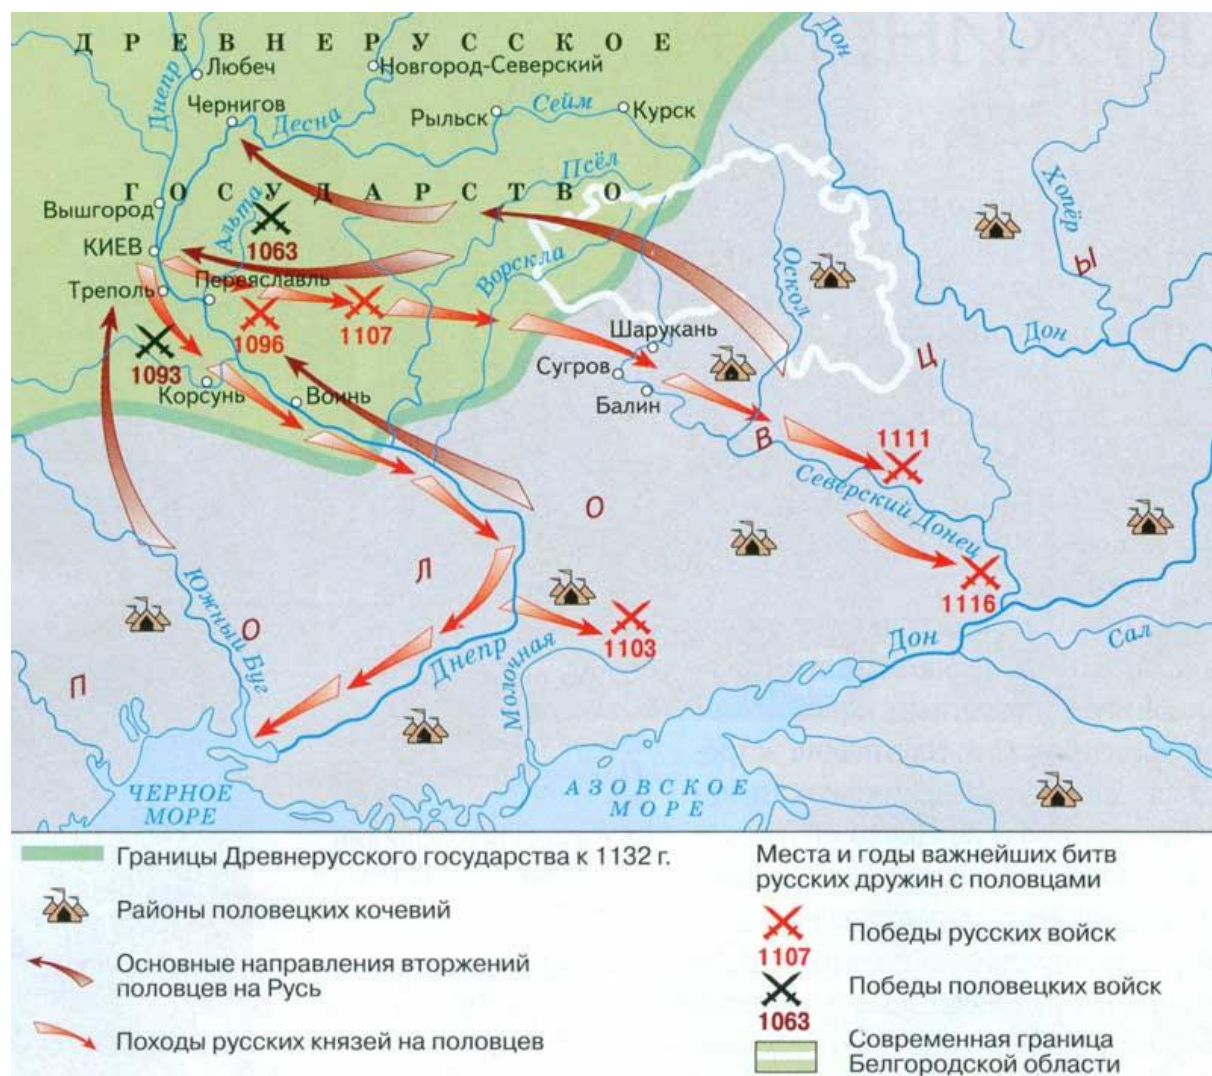 ДРЕВНЕРУССКОЕ
Дон
Днепр
Любеч
Новгород-Северский
Чернигов
Десна
Рыльск
Сейм
Курск
Псёл
Хопёр
ГОСУДАРСТВО
Вышгород
Альта
1063
КИЕВ
Ворскла
Оскол
Ы
Треполь
Переяславль
1096
1107
Шарукань
Дон
1093
Сугров
Ц
Корсунь
Воинь
Балин
В
1111
Северский Донец
О
Л
1116
Южный Буг
О
Днепр
Молочная
1103
Дон
Сал
П
ЧЕРНОЕ
МОРЕ
АЗОВСКОЕ
МОРЕ
Границы Древнерусского государства к 1132 г.
Районы половецких кочевий
Основные направления вторжений
половцев на Русь
Походы русских князей на половцев
Места и годы важнейших битв
русских дружин с половцами
Победы русских войск
1107
Победы половецких войск
1063
Современная граница
Белгородской области